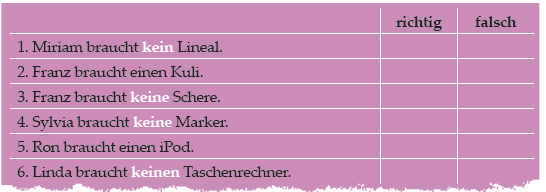 richtig falsch
1. Miriam braucht kein Lineal.
2. Franz braucht einen Kuli.
3. Franz braucht keine Schere.
4. Sylvia braucht keine Marker.
5. Ron braucht einen iPod.
6. Linda braucht keinen Taschenrechner.